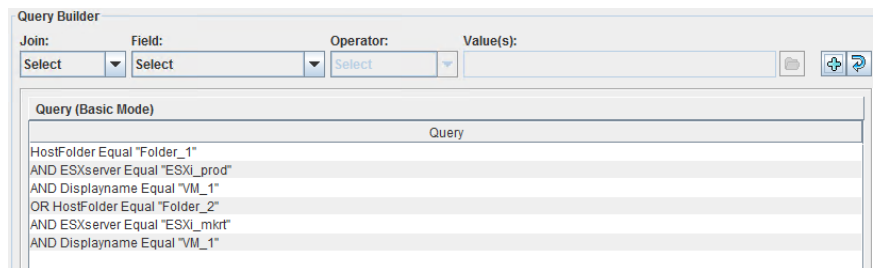 Query Builder
Join: Field: Operator: Value(s):
Select Select Select
Query (Basic Mode)
Query
HostFolder Equal "Folder_1"
AND ESXserver Equal "ESXi_prod"
AND Displayname Equal "VM_1"
OR HostFolder Equal "Folder_2"
AND ESXserver Equal "ESXi_mkrt"
AND Displayname Equal "VM_1"